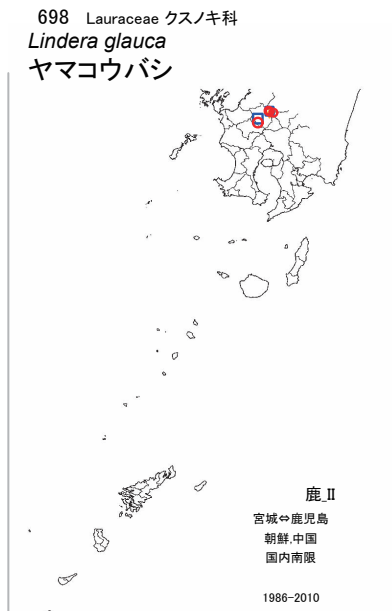 698 Lauraceae クスノキ科
Lindera glauca
ヤマコウバシ
鹿_II
宮城⇔鹿児島
朝鮮,中国
国内南限
1986-2010